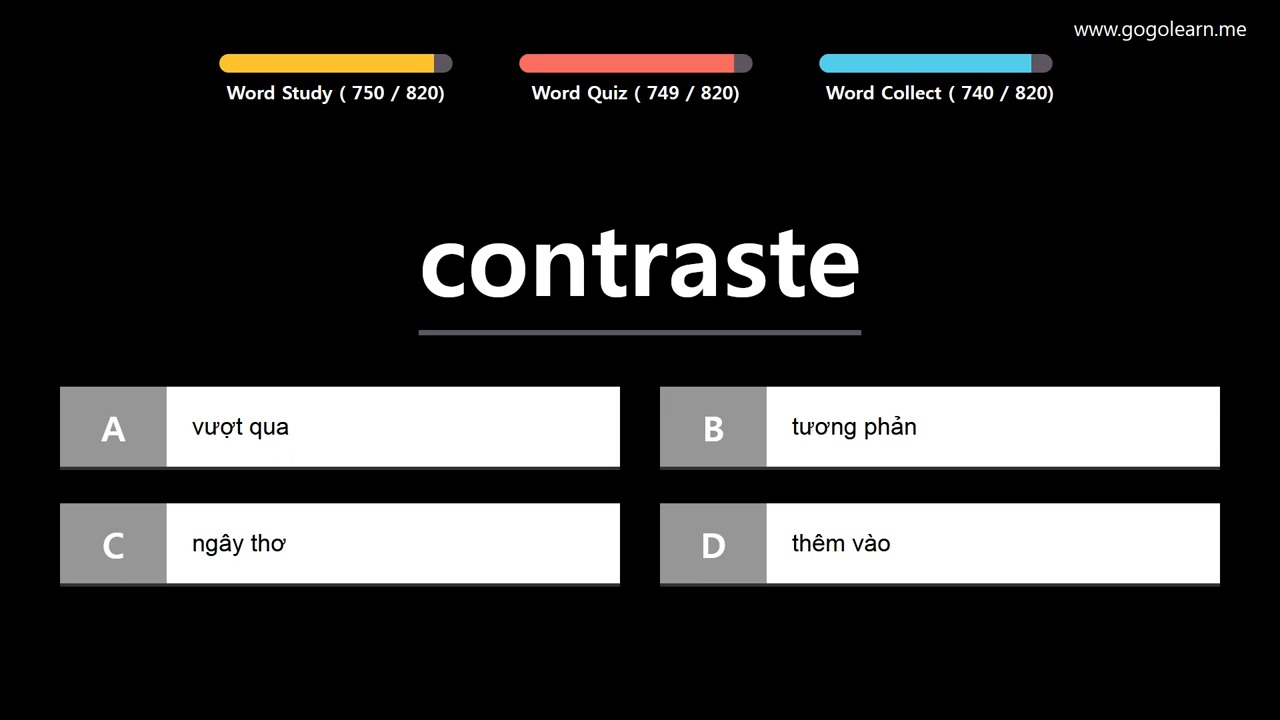 www.gogolearn.me
Word Study ( 750 / 820)
Word Quiz ( 749 / 820)
Word Collect ( 740 / 820)
contraste
A vượt qua
B tương phản
C ngây thơ
D thêm vào